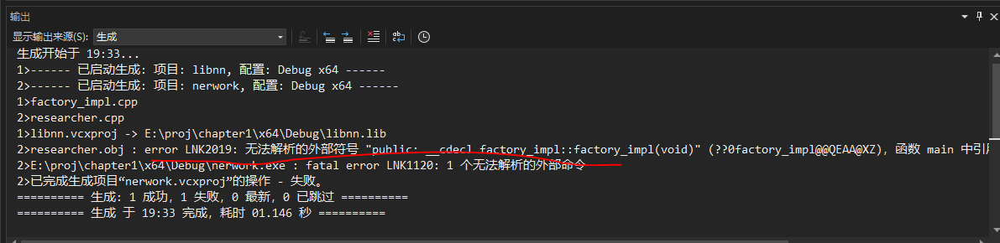 输出
显示输出来源(S): 生成
生成开始于 19:33...
1>------ 已启动生成: 项目: libnn, 配置: Debug x64 ------
2>------ 已启动生成: 项目: nerwork, 配置: Debug x64 ------
1>factory_impl.cpp
2>researcher.cpp
1>libnn.vcxproj -> E:\proj\chapter1\x64\Debug\libnn.lib
2>researcher.obj : error LNK2019: 无法解析的外部符号 "public: __cdecl factory_impl::factory_impl(void)" (??0factory_impl@@QEAA@XZ)，函数 main 中引用
2>E:\proj\chapter1\x64\Debug\nerwork.exe : fatal error LNK1120: 1 个无法解析的外部命令
2>已完成生成项目“nerwork.vcxproj”的操作 - 失败。
========== 生成: 1 成功，1 失败，0 最新，0 已跳过 ==========
========== 生成 于 19:33 完成，耗时 01.146 秒 ==========